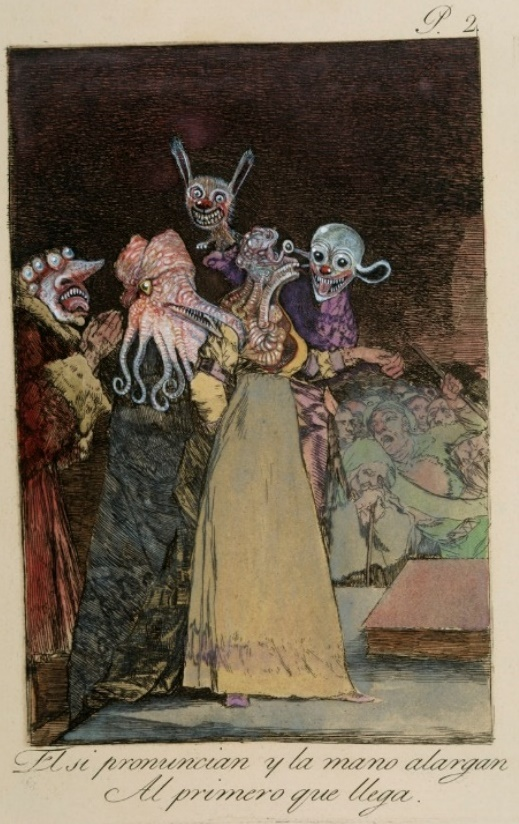 P. 2
El si pronuncian y la mano alargan
Al primero que llega.